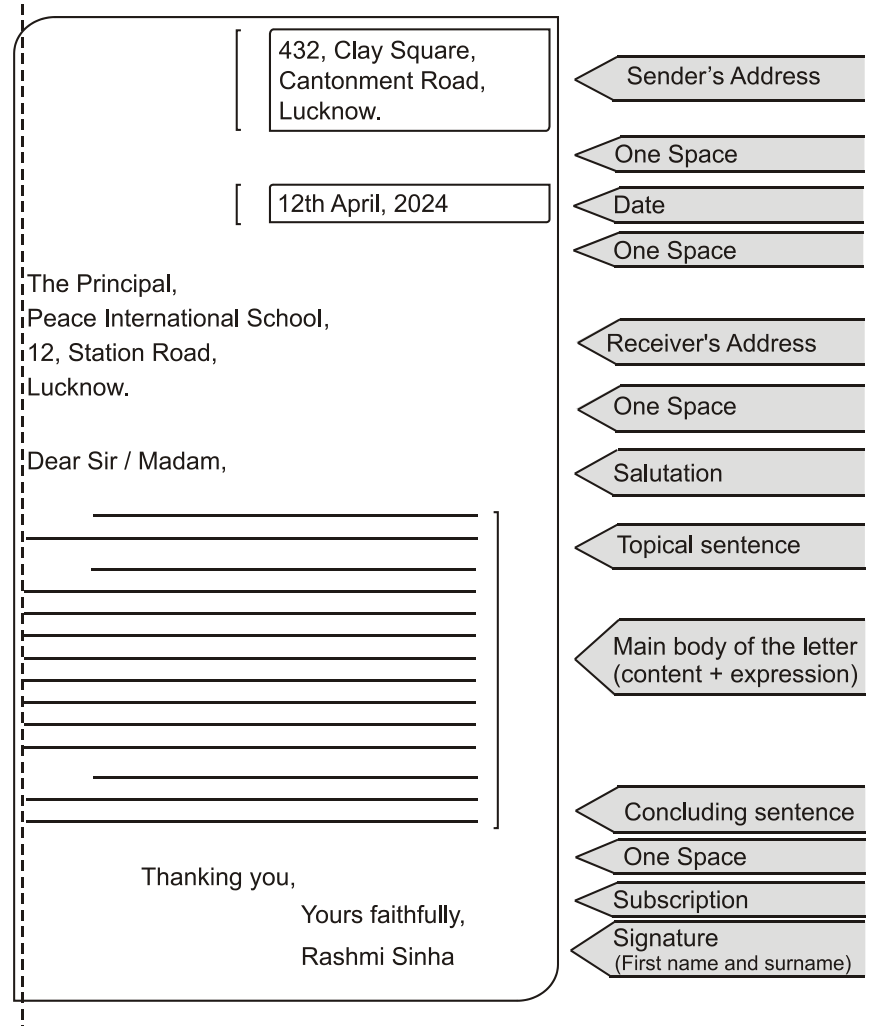 432, Clay Square,
Cantonment Road,
Lucknow.
Sender's Address
One Space
12th April, 2024
Date
One Space
The Principal,
Peace International School,
12, Station Road,
Lucknow.
Receiver's Address
One Space
Dear Sir / Madam,
Salutation
Topical sentence
Main body of the letter
(content + expression)
Concluding sentence
One Space
Thanking you,
Yours faithfully,
Subscription
Rashmi Sinha
Signature
(First name and surname)